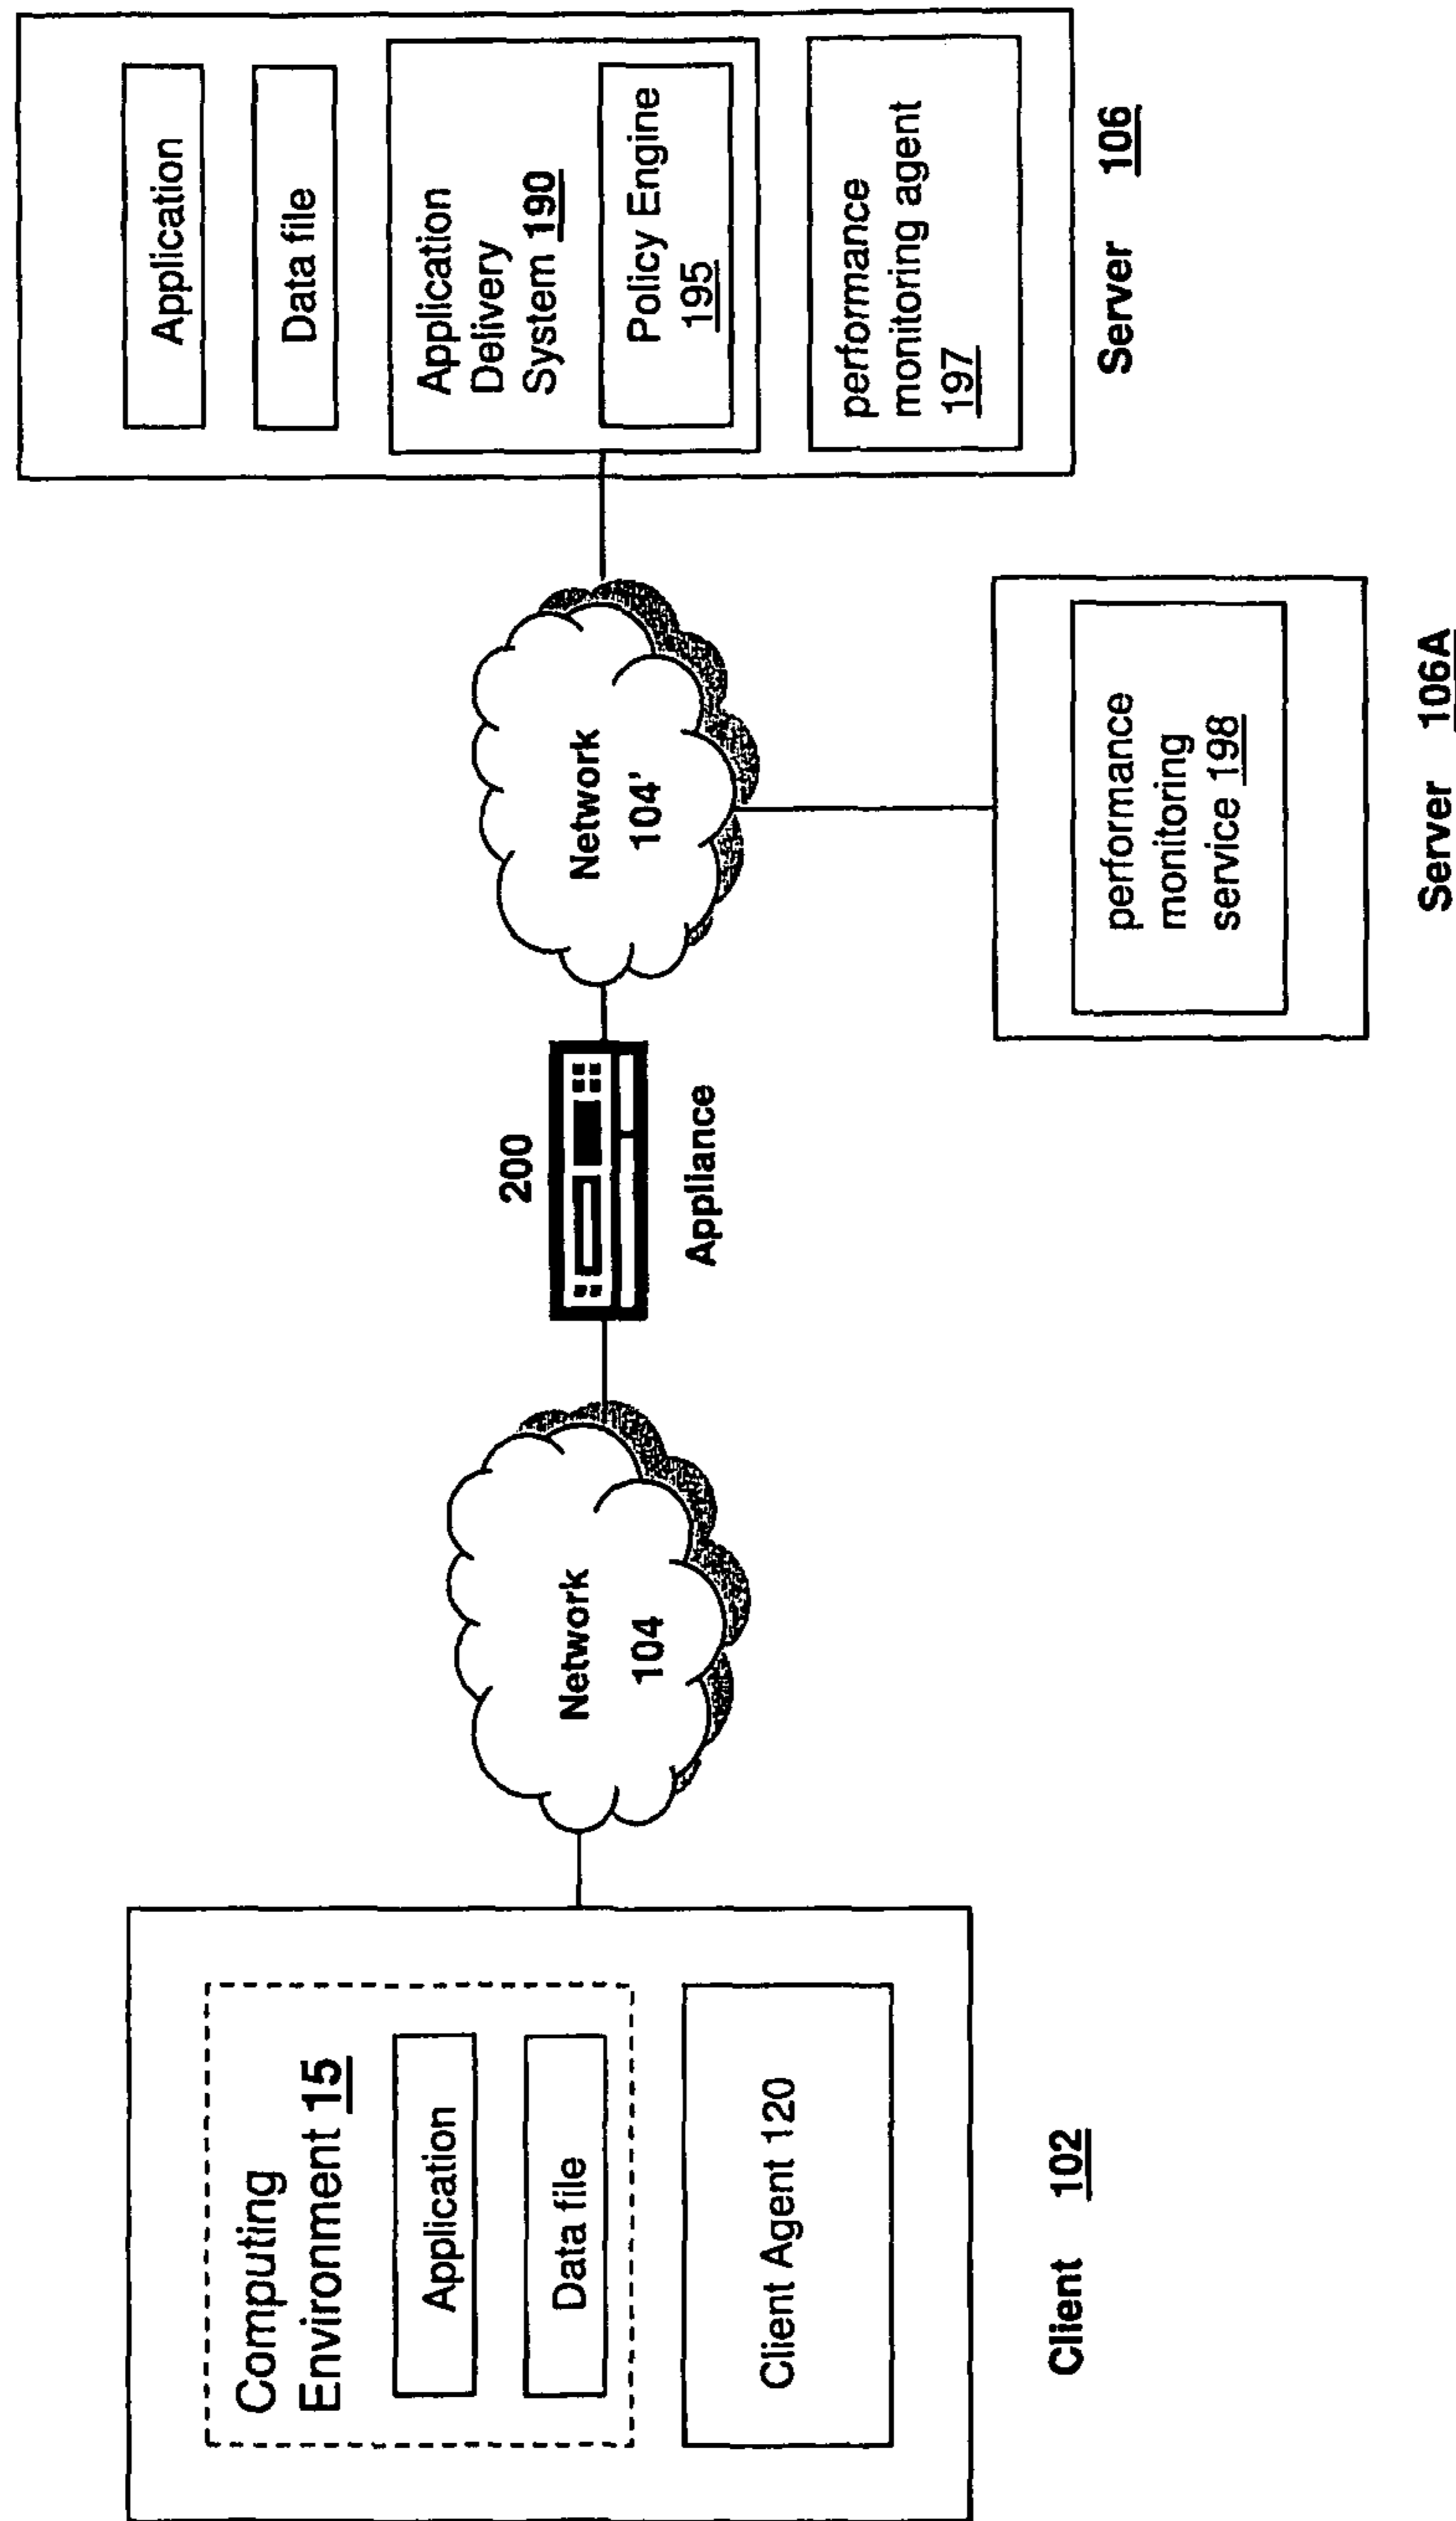 Computing
Environment 15
Application
Data file
Client Agent 120
Client 102
Network
104
200
Appliance
Network
104'
performance
monitoring
service 198
Server 106A
Application
Data file
Application
Delivery
System 190
Policy Engine
195
performance
monitoring agent
197
Server 106